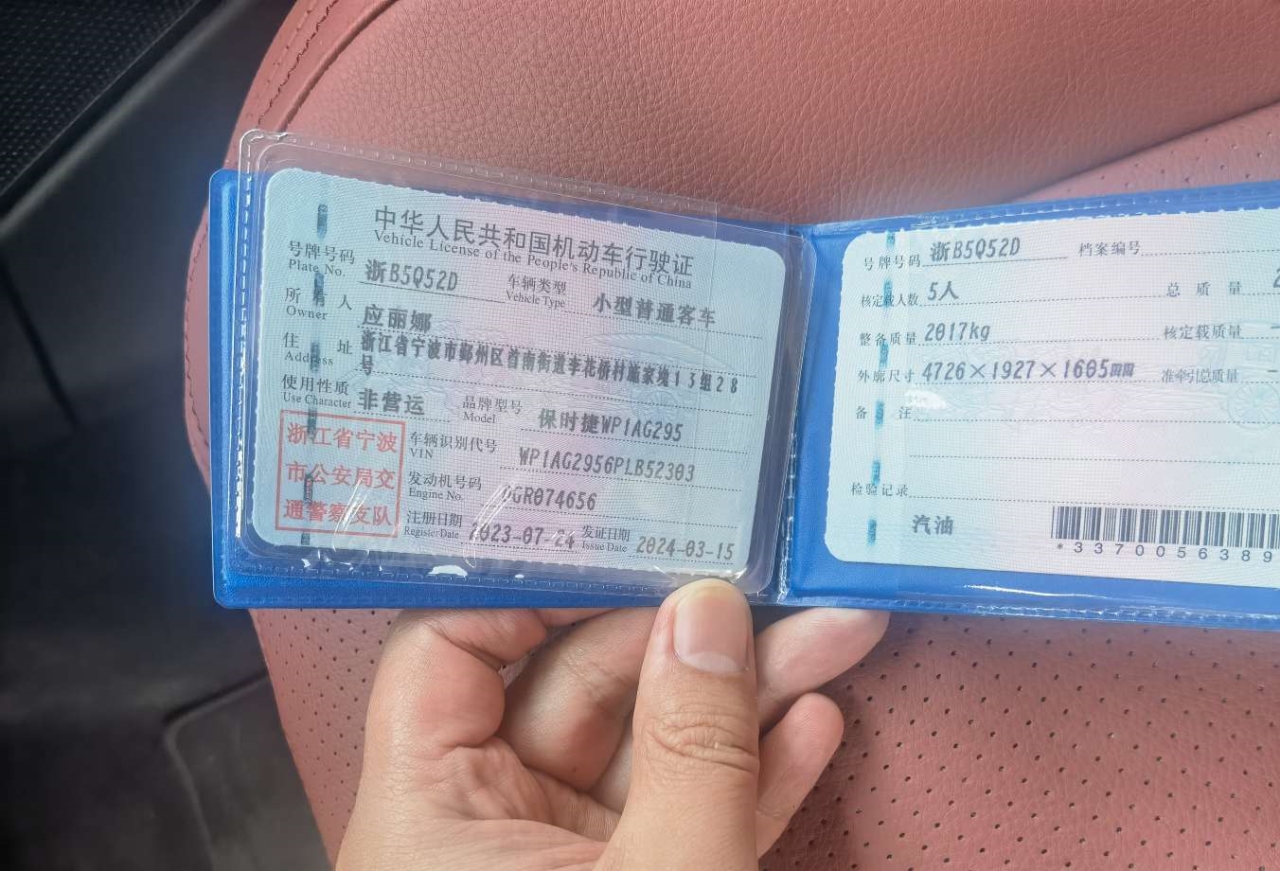 中华人民共和国机动车行驶证
Vehicle License of the People's Republic of China
号牌号码 浙B5Q52D 车辆类型 小型普通客车
Plate No. Vehicle Type
所有人 应丽娜
Owner
住址 浙江省宁波市鄞州区首南街道李花桥村施家塊13组28
Address 号
使用性质 非营运 品牌型号 保时捷WP1AG295
Use Character Model
浙江省宁波
市公安局交
通警察支队
车辆识别代号 WP1AG2956PLB52303
VIN
发动机号码 DGR074656
Engine No.
注册日期 2023-07-24 发证日期 2024-03-15
Register Date Issue Date
号牌号码 浙B5Q52D 档案编号
核定载人数 5人 总质量
整备质量 2017kg 核定载质量
外廓尺寸 4726×1927×1605mm 准牵引总质量
备注
检验记录
汽油
*3370056389